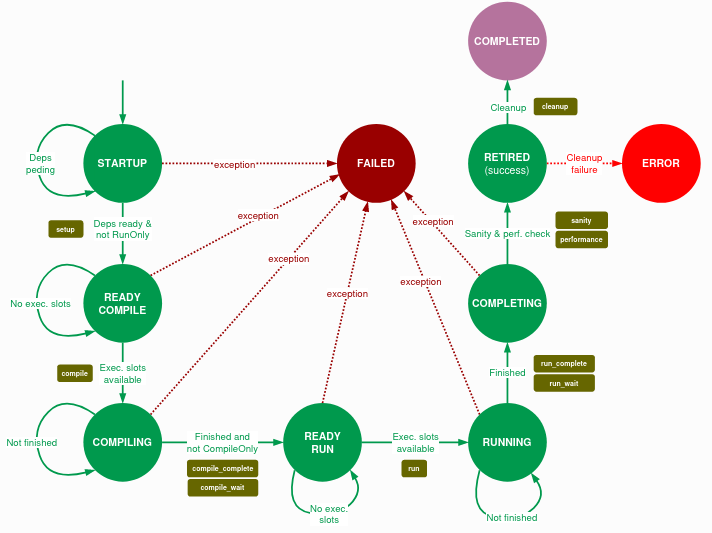 COMPLETED
Cleanup
cleanup
Deps
peding
STARTUP
exception
FAILED
RETIRED
(success)
Cleanup
failure
ERROR
setup
Deps ready &
not RunOnly
exception
exception
Sanity & perf. check
sanity
performance
No exec. slots
READY
COMPILE
exception
exception
exception
COMPLETING
compile
Exec. slots
available
Finished
run_complete
run_wait
Not finished
COMPILING
Finished and
not CompileOnly
compile_complete
compile_wait
READY
RUN
Exec. slots
available
run
RUNNING
No exec.
slots
Not finished